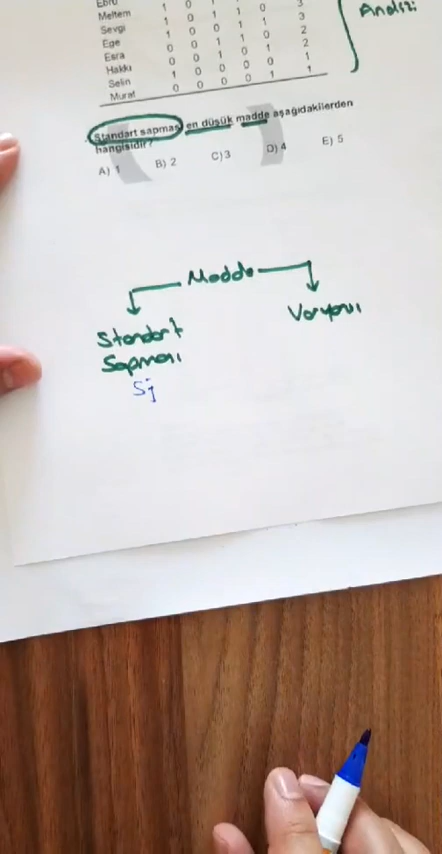 Ebru
Meltem 1 0 1 1 0 3
Sevgi 1 0 1 1 1 3
Ege 0 0 1 1 0 2
Esra 0 0 1 0 1 2
Hakkı 0 0 0 0 1
Selin 1 0 0 0 0 1
Murat 0 0 0 0 1 1
Analizi
Standart sapması en düşük madde aşağıdakilerden
hangisidir?
A) 1 B) 2 C) 3 D) 4 E) 5
Madde
Standart Varyansı
Sapması
Sj